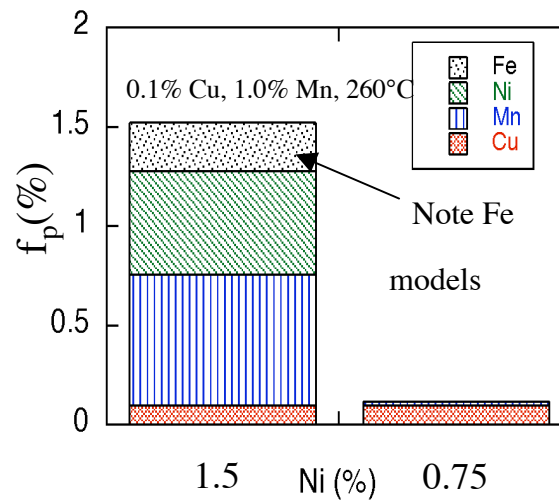 2
Fe
0.1% Cu, 1.0% Mn, 260°C
Ni
Mn
1.5
Cu
fp(%)
1
Note Fe
models
0.5
0
1.5 Ni (%) 0.75